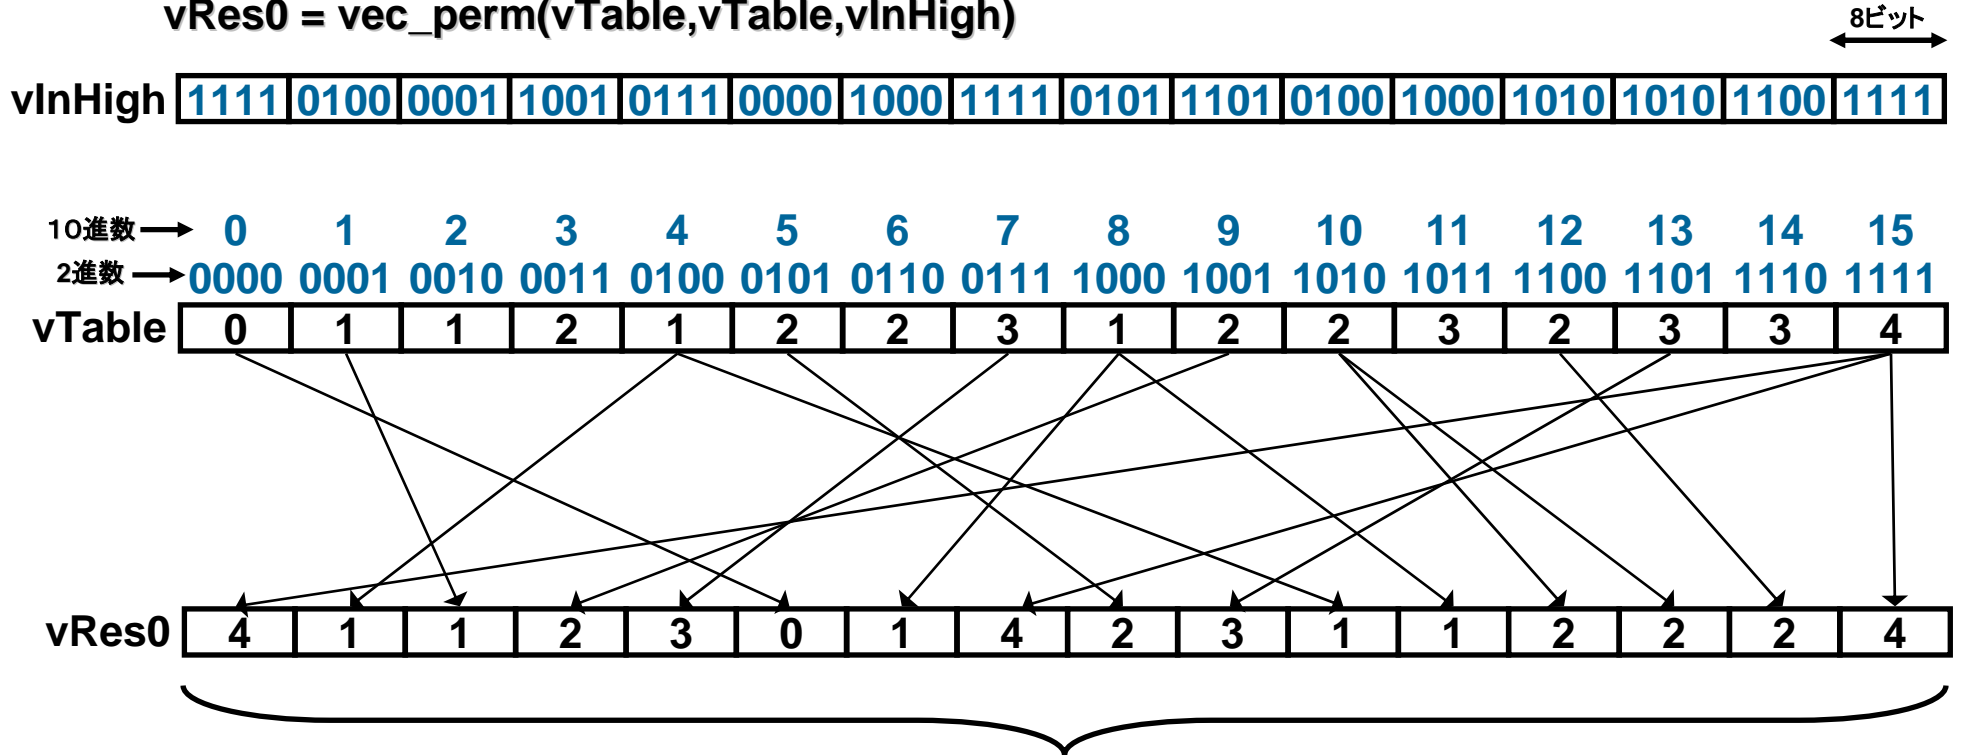 vRes0 = vec_perm(vTable,vTable,vInHigh)
8ビット
vInHigh 1111 0100 0001 1001 0111 0000 1000 1111 0101 1101 0100 1000 1010 1010 1100 1111
10進数 0 1 2 3 4 5 6 7 8 9 10 11 12 13 14 15
2進数 0000 0001 0010 0011 0100 0101 0110 0111 1000 1001 1010 1011 1100 1101 1110 1111
vTable 0 1 1 2 1 2 2 3 1 2 2 3 2 3 3 4
vRes0 4 1 1 2 3 0 1 4 2 3 1 1 2 2 2 4